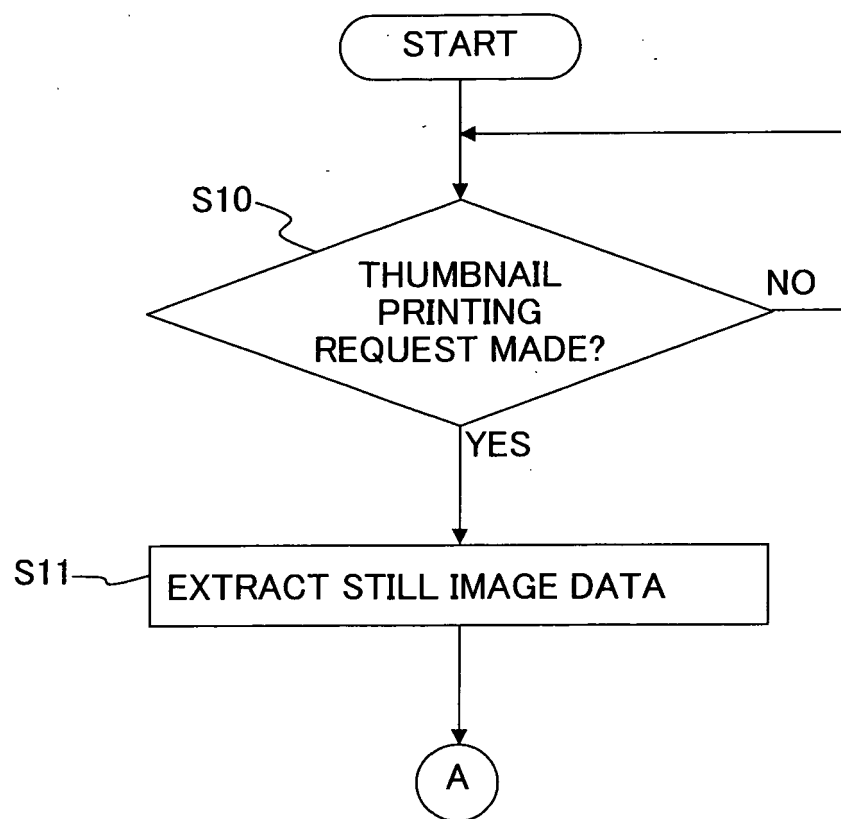 START
S10
THUMBNAIL
PRINTING
REQUEST MADE?
NO
YES
S11
EXTRACT STILL IMAGE DATA
A